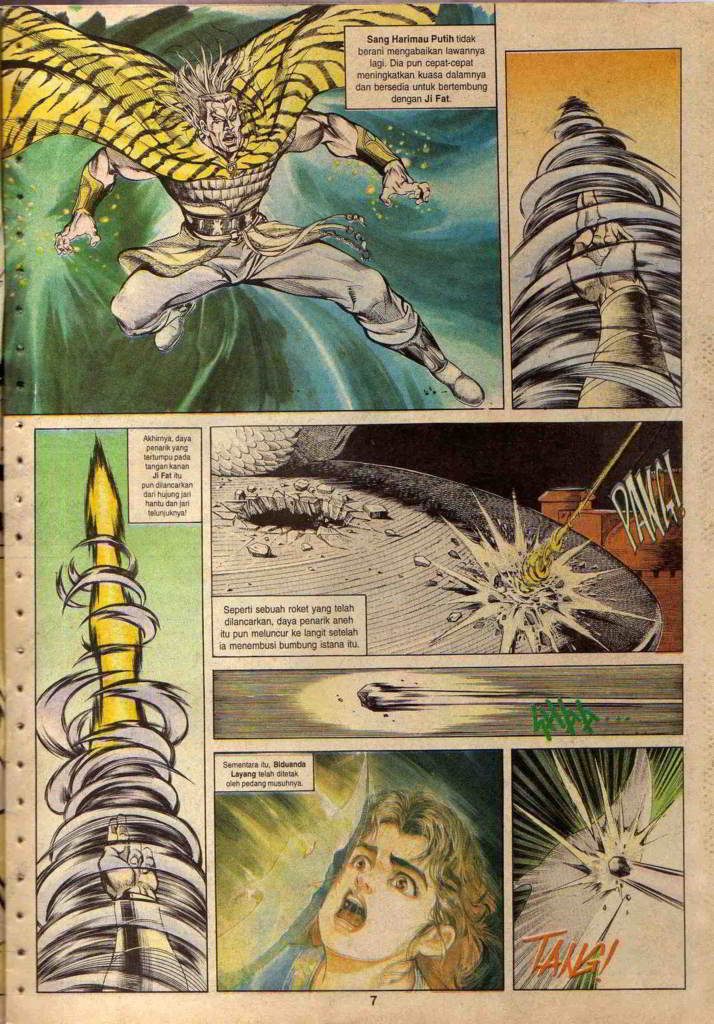 Sang Harimau Putih tidak
berani mengabaikan lawannya
lagi. Dia pun cepat-cepat
meningkatkan kuasa dalamnya
dan bersedia untuk bertembung
dengan Ji Fat.
Akhirnya, daya
penarik yang
tertumpu pada
tangan kanan
Ji Fat itu
pun dilancarkan
dari hujung jari
hantu dan jari
telunjuknya!
PANG!
Seperti sebuah roket yang telah
dilancarkan, daya penarik aneh
itu pun meluncur ke langit setelah
ia menembusi bumbung istana itu.
Sementara itu, Biduanda
Layang telah ditetak
oleh pedang musuhnya.
TANG!
7